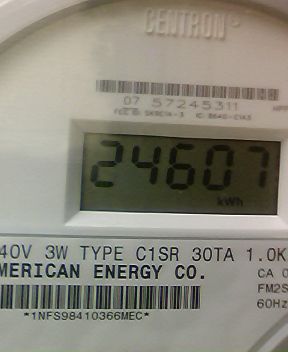 CENTRON
07 57245311
24607
kWh
40V 3W TYPE C1SR 30TA 1.0K
MERICAN ENERGY CO.
CA 0
FM2S
60Hz
*1NFS98410366MEC*